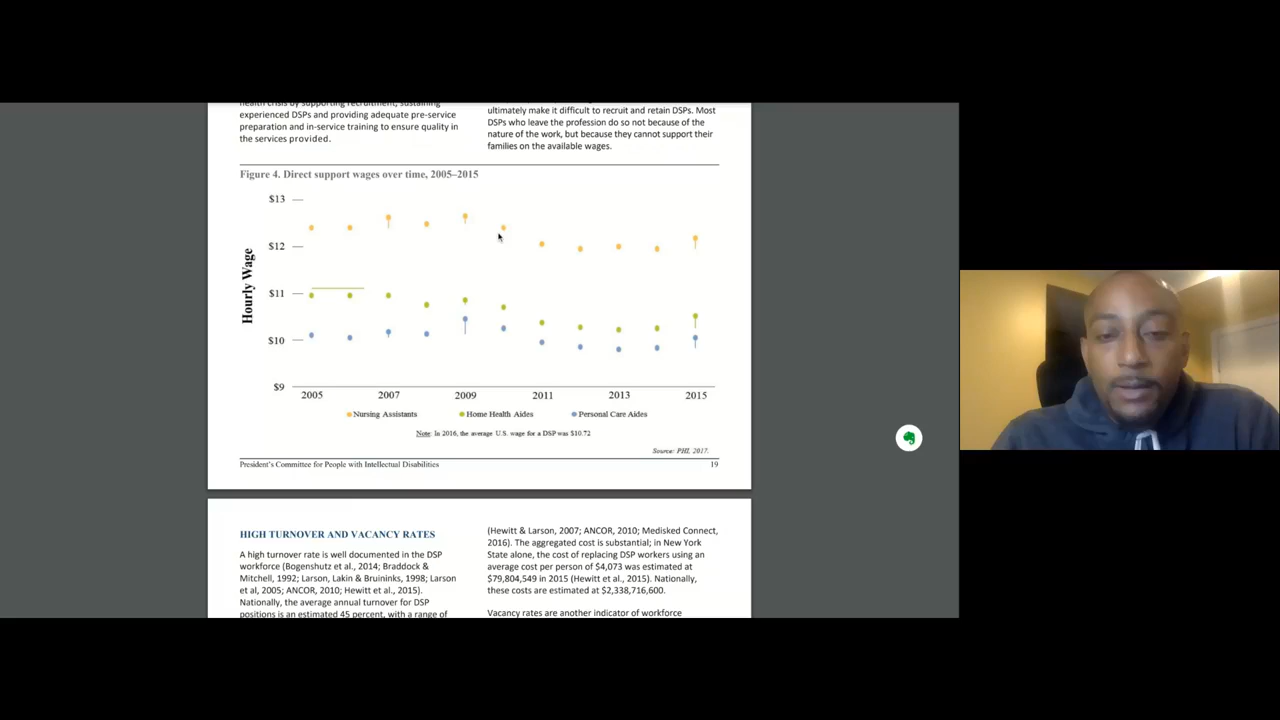 health crisis by supporting recruitment, sustaining
experienced DSPs and providing adequate pre-service
preparation and in-service training to ensure quality in
the services provided.
ultimately make it difficult to recruit and retain DSPs. Most
DSPs who leave the profession do so not because of the
nature of the work, but because they cannot support their
families on the available wages.
Figure 4. Direct support wages over time, 2005–2015
Hourly Wage
$13
$12
$11
$10
$9
2005 2007 2009 2011 2013 2015
Nursing Assistants Home Health Aides Personal Care Aides
Note: In 2016, the average U.S. wage for a DSP was $10.72
Source: PHI, 2017.
President's Committee for People with Intellectual Disabilities 19
HIGH TURNOVER AND VACANCY RATES
A high turnover rate is well documented in the DSP
workforce (Bogenshutz et al., 2014; Braddock &
Mitchell, 1992; Larson, Lakin & Bruininks, 1998; Larson
et al, 2005; ANCOR, 2010; Hewitt et al., 2015).
Nationally, the average annual turnover for DSP
positions is an estimated 45 percent, with a range of
(Hewitt & Larson, 2007; ANCOR, 2010; Medisked Connect,
2016). The aggregated cost is substantial; in New York
State alone, the cost of replacing DSP workers using an
average cost per person of $4,073 was estimated at
$79,804,549 in 2015 (Hewitt et al., 2015). Nationally,
these costs are estimated at $2,338,716,600.
Vacancy rates are another indicator of workforce